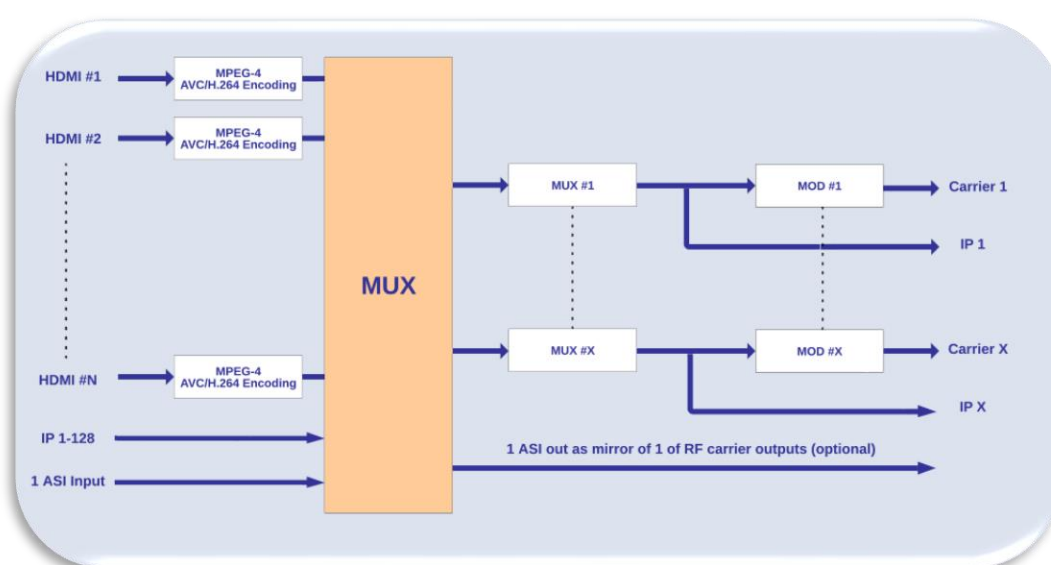 HDMI #1
MPEG-4
AVC/H.264 Encoding
HDMI #2
MPEG-4
AVC/H.264 Encoding
MUX #1
MOD #1
Carrier 1
IP 1
MUX
MUX #X
MOD #X
Carrier X
HDMI #N
MPEG-4
AVC/H.264 Encoding
IP X
IP 1-128
1 ASI out as mirror of 1 of RF carrier outputs (optional)
1 ASI Input